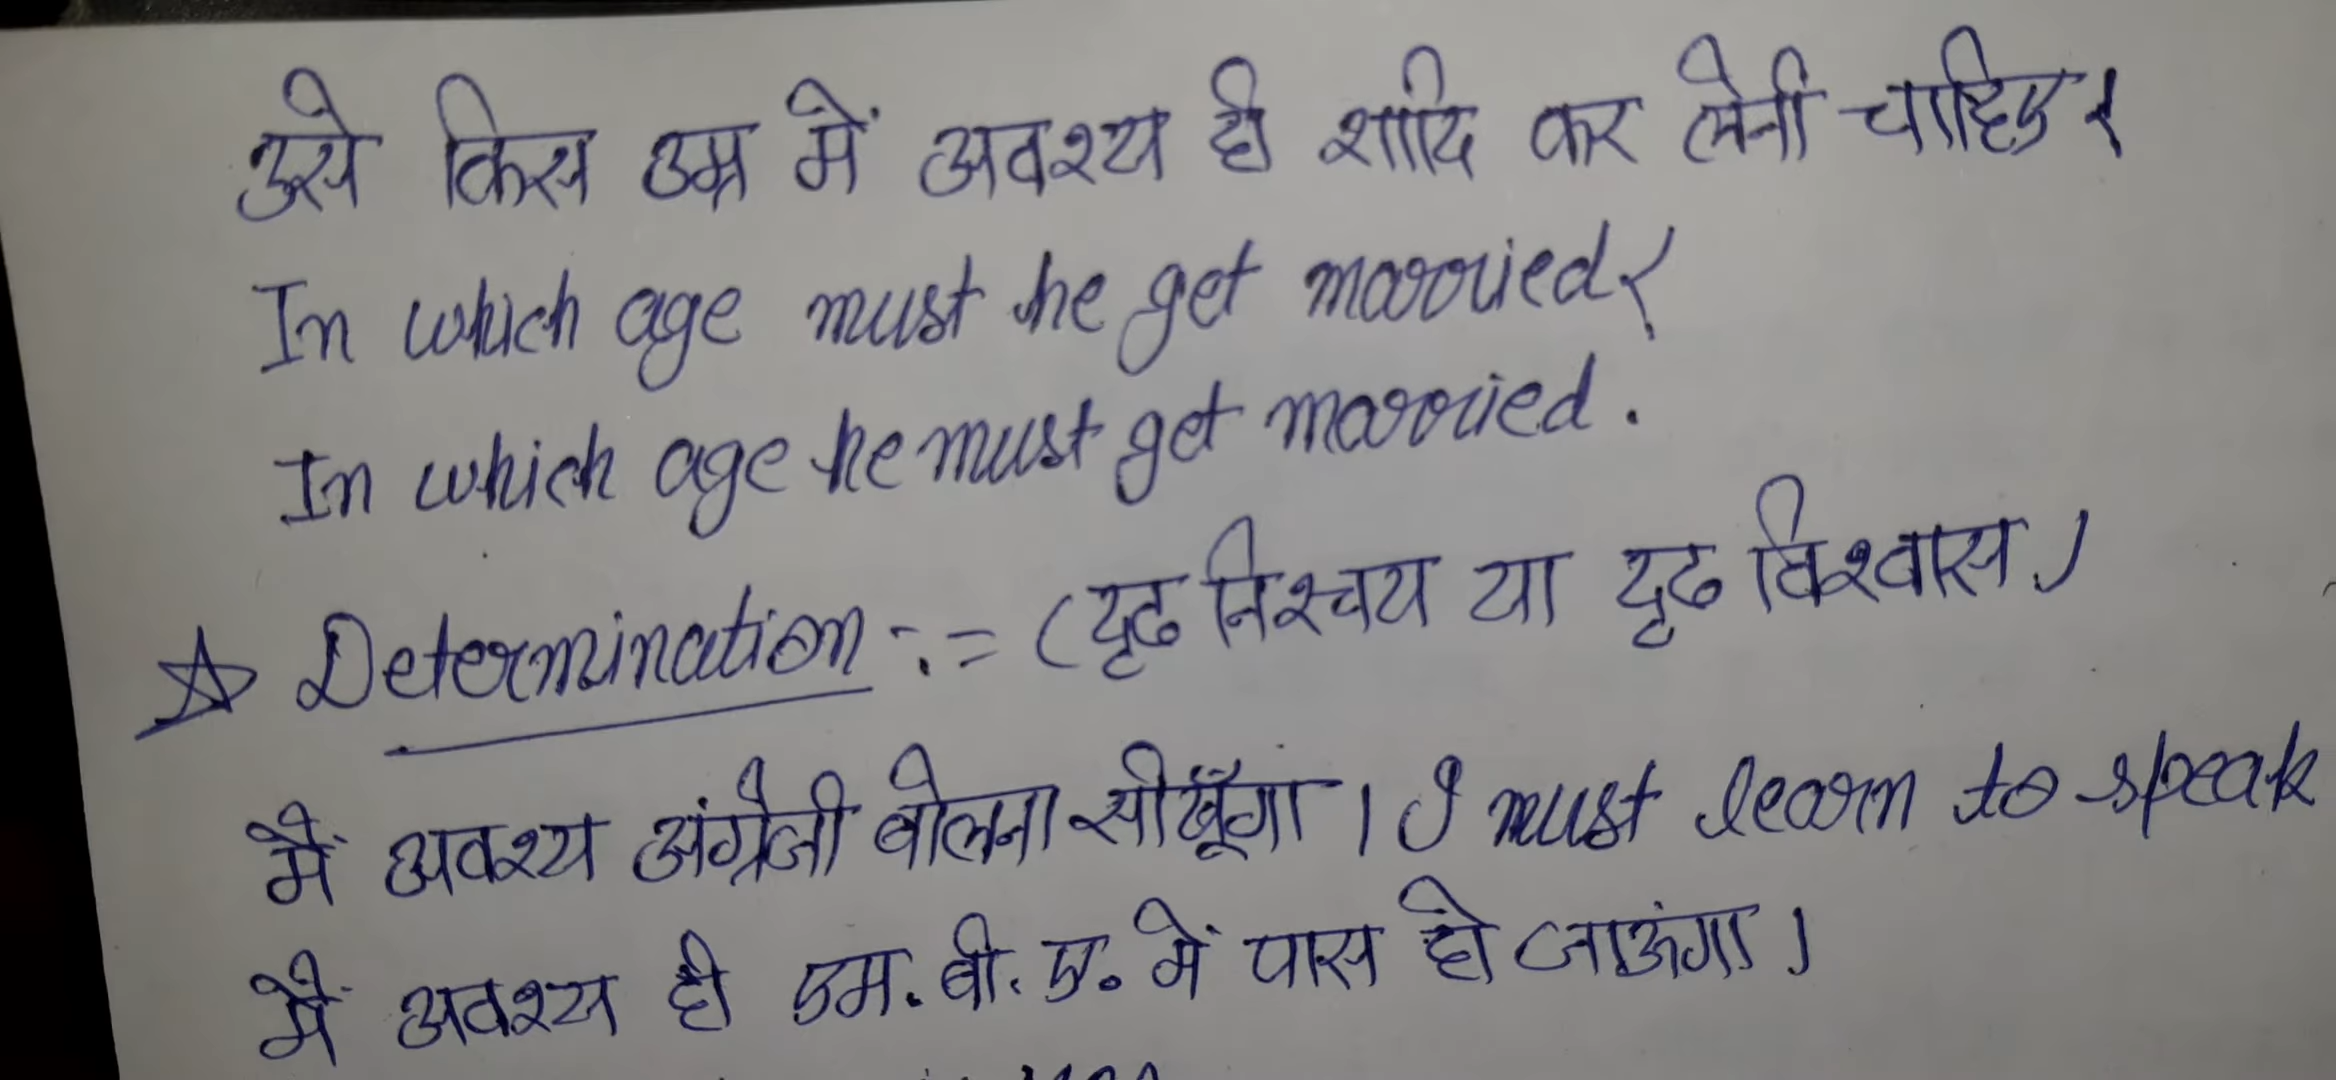 उसे किस उम्र में अवश्य ही शादि कर लेनी चाहिए?
In which age must he get married?
In which age he must get married.
☆ Determination :- = (दृढ निश्चय या दृढ विश्वास)
मैं अवश्य अंग्रेजी बोलना सीखूँगा । I must learn to speak
मैं अवश्य ही एम. बी. ए. में पास हो जाऊंगा ।